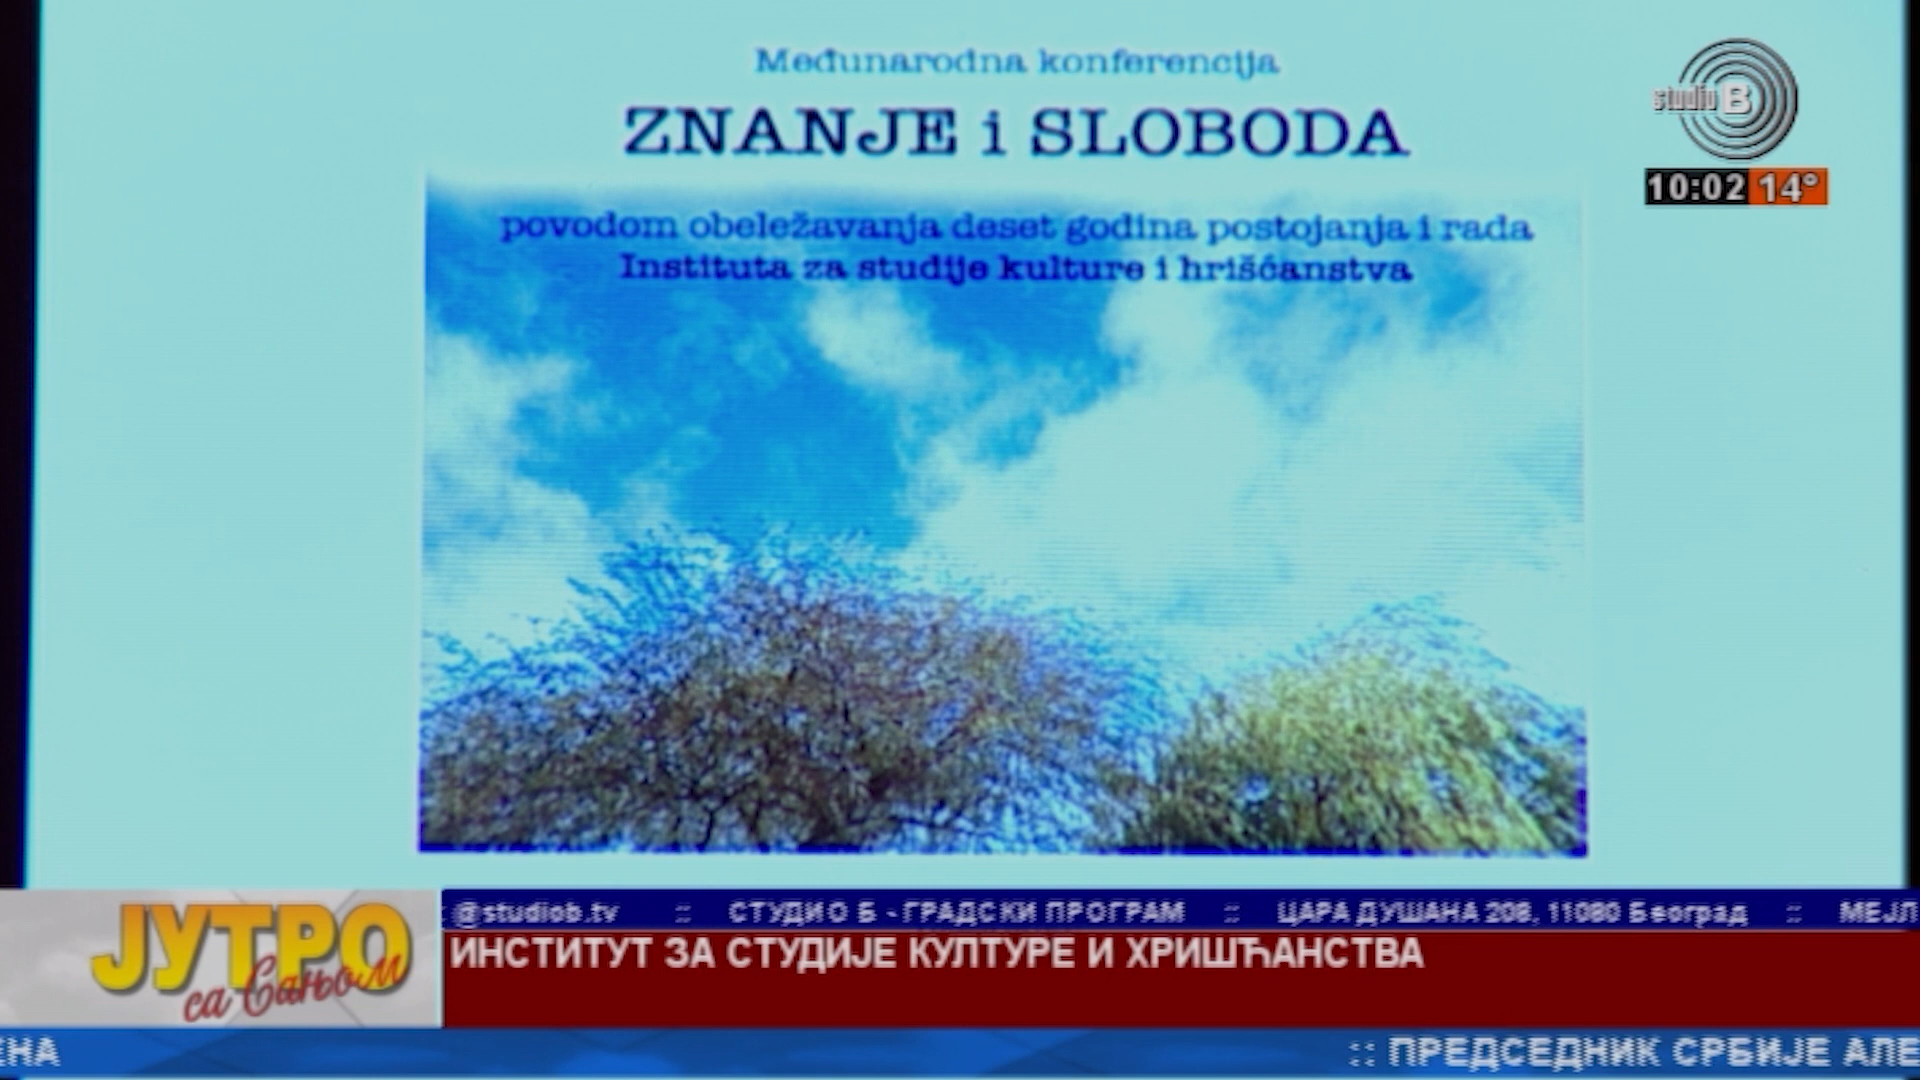 Međunarodna konferencija
ZNANJE i SLOBODA
povodom obeležavanja deset godina postojanja i rada
Instituta za studije kulture i hrišćanstva
studio B
10:02 14°
@studiob.tv :: СТУДИО Б - ГРАДСКИ ПРОГРАМ :: ЦАРА ДУШАНА 208, 11080 Београд :: МЕЈЛ
ЈУТРО
са Сањом
ИНСТИТУТ ЗА СТУДИЈЕ КУЛТУРЕ И ХРИШЋАНСТВА
:: ПРЕДСЕДНИК СРБИЈЕ АЛЕ